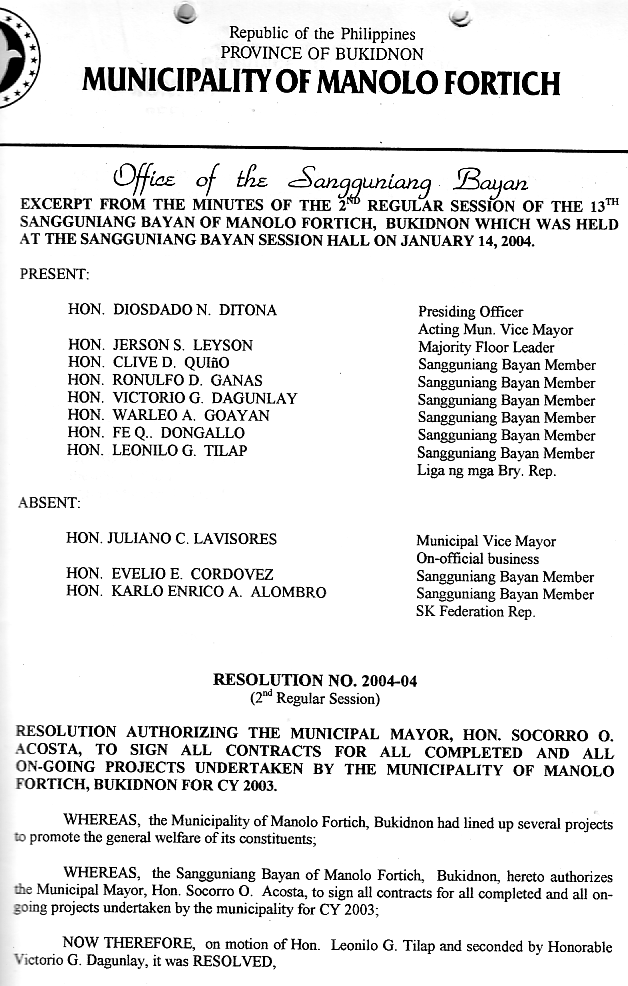 Republic of the Philippines
PROVINCE OF BUKIDNON
MUNICIPALITY OF MANOLO FORTICH
Office of the Sangguniang Bayan
EXCERPT FROM THE MINUTES OF THE 2ND REGULAR SESSION OF THE 13TH
SANGGUNIANG BAYAN OF MANOLO FORTICH, BUKIDNON WHICH WAS HELD
AT THE SANGGUNIANG BAYAN SESSION HALL ON JANUARY 14, 2004.
PRESENT:
HON. DIOSDADO N. DITONA Presiding Officer
Acting Mun. Vice Mayor
HON. JERSON S. LEYSON Majority Floor Leader
HON. CLIVE D. QUIñO Sangguniang Bayan Member
HON. RONULFO D. GANAS Sangguniang Bayan Member
HON. VICTORIO G. DAGUNLAY Sangguniang Bayan Member
HON. WARLEO A. GOAYAN Sangguniang Bayan Member
HON. FE Q.. DONGALLO Sangguniang Bayan Member
HON. LEONILO G. TILAP Sangguniang Bayan Member
Liga ng mga Bry. Rep.
ABSENT:
HON. JULIANO C. LAVISORES Municipal Vice Mayor
On-official business
HON. EVELIO E. CORDOVEZ Sangguniang Bayan Member
HON. KARLO ENRICO A. ALOMBRO Sangguniang Bayan Member
SK Federation Rep.
RESOLUTION NO. 2004-04
(2nd Regular Session)
RESOLUTION AUTHORIZING THE MUNICIPAL MAYOR, HON. SOCORRO O.
ACOSTA, TO SIGN ALL CONTRACTS FOR ALL COMPLETED AND ALL
ON-GOING PROJECTS UNDERTAKEN BY THE MUNICIPALITY OF MANOLO
FORTICH, BUKIDNON FOR CY 2003.
WHEREAS, the Municipality of Manolo Fortich, Bukidnon had lined up several projects
to promote the general welfare of its constituents;
WHEREAS, the Sangguniang Bayan of Manolo Fortich, Bukidnon, hereto authorizes
the Municipal Mayor, Hon. Socorro O. Acosta, to sign all contracts for all completed and all on-
going projects undertaken by the municipality for CY 2003;
NOW THEREFORE, on motion of Hon. Leonilo G. Tilap and seconded by Honorable
Victorio G. Dagunlay, it was RESOLVED,